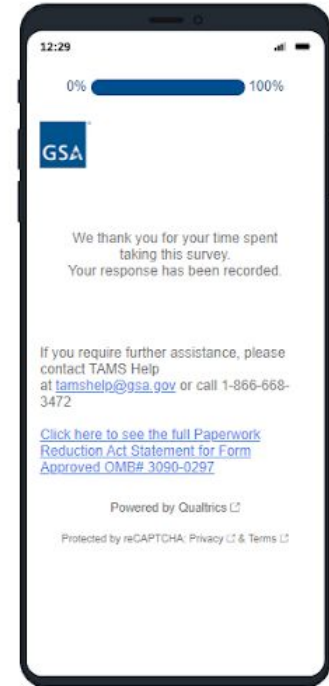 12:29
0% 100%
GSA
We thank you for your time spent
taking this survey.
Your response has been recorded.
If you require further assistance, please
contact TAMS Help
at tamshelp@gsa.gov or call 1-866-668-
3472
Click here to see the full Paperwork
Reduction Act Statement for Form
Approved OMB# 3090-0297
Powered by Qualtrics
Protected by reCAPTCHA: Privacy & Terms